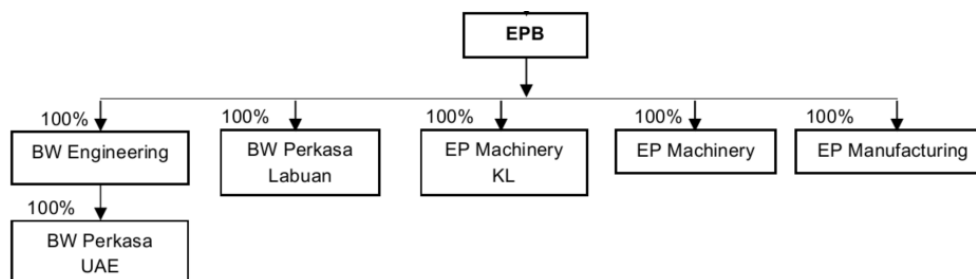 EPB
100%
100%
100%
100%
100%
BW Engineering
BW Perkasa
Labuan
EP Machinery
KL
EP Machinery
EP Manufacturing
100%
BW Perkasa
UAE